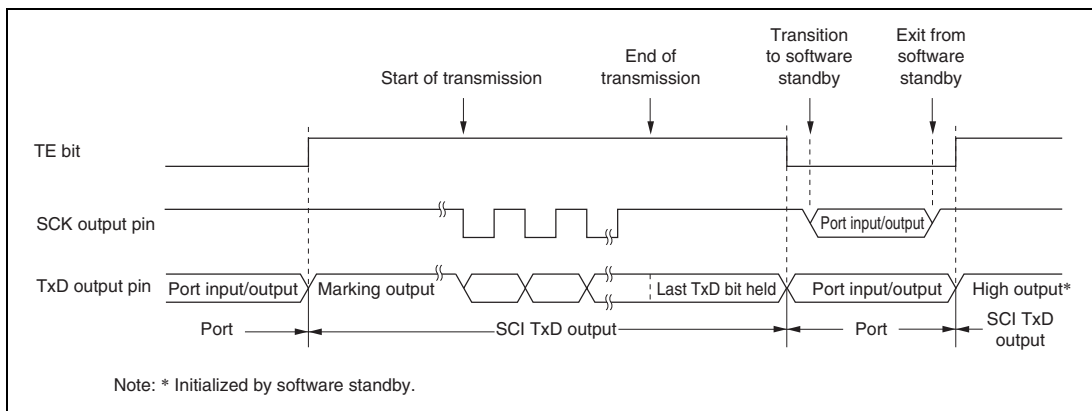 Start of transmission
End of
transmission
Transition
to software
standby
Exit from
software
standby
TE bit
SCK output pin
Port input/output
TxD output pin
Port input/output
Marking output
Last TxD bit held
Port input/output
High output*
Port
SCI TxD output
Port
SCI TxD
output
Note: * Initialized by software standby.